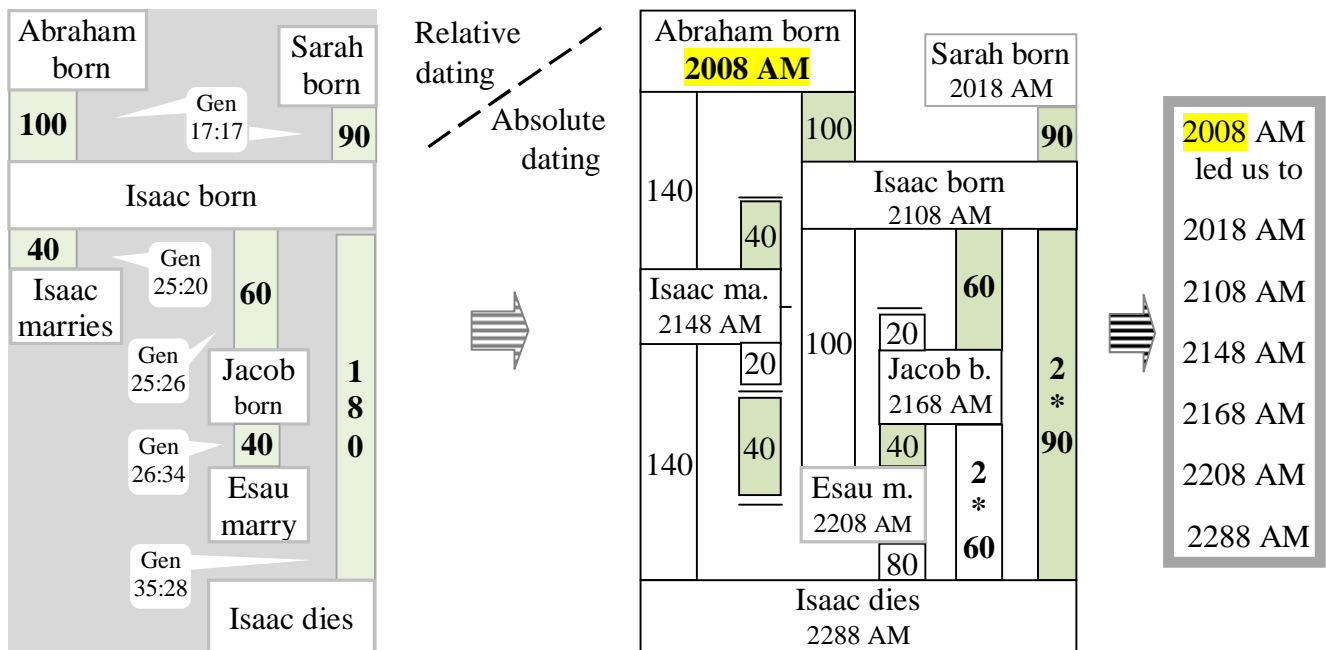 Abraham
born
Sarah
born
100
Gen
17:17
90
Isaac born
40
Gen
25:20
Isaac
marries
60
Gen
25:26
Jacob
born
1
8
0
Gen
26:34
40
Esau
marry
Gen
35:28
Isaac dies
Relative
dating
Absolute
dating
Abraham born
2008 AM
Sarah born
2018 AM
100
90
140
Isaac born
2108 AM
40
Isaac ma.
2148 AM
60
20
100
20
Jacob b.
2168 AM
2
*
90
40
140
40
Esau m.
2208 AM
2
*
60
80
Isaac dies
2288 AM
2008 AM
led us to
2018 AM
2108 AM
2148 AM
2168 AM
2208 AM
2288 AM